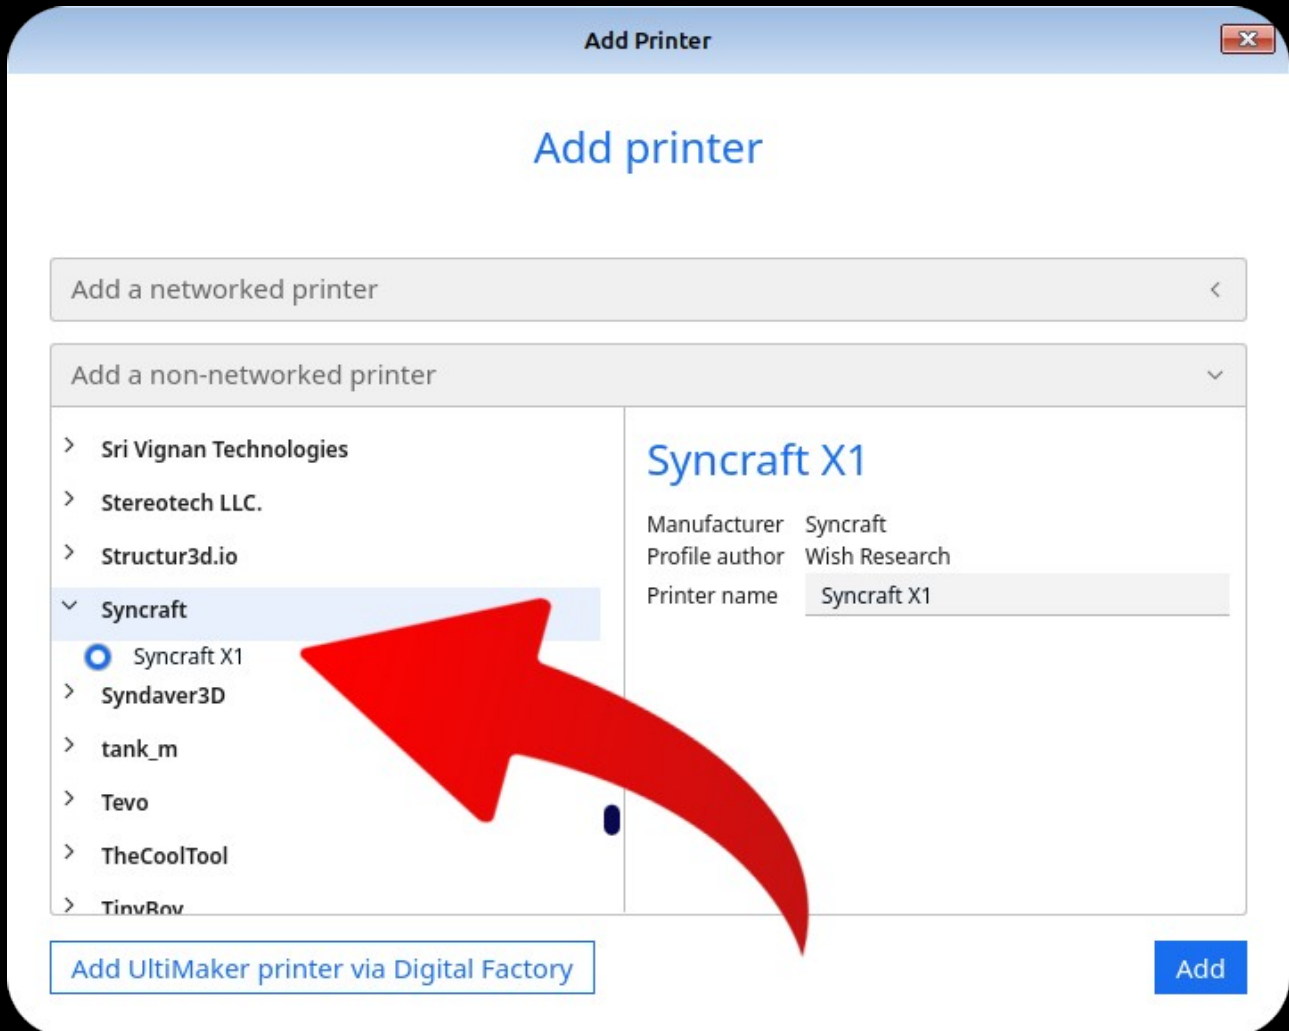 Add Printer
Add printer
Add a networked printer
Add a non-networked printer
Sri Vignan Technologies
Stereotech LLC.
Structur3d.io
Syncraft
Syncraft X1
Syndaver3D
tank_m
Tevo
TheCoolTool
TinyBoy
Syncraft X1
Manufacturer Syncraft
Profile author Wish Research
Printer name Syncraft X1
Add UltiMaker printer via Digital Factory
Add